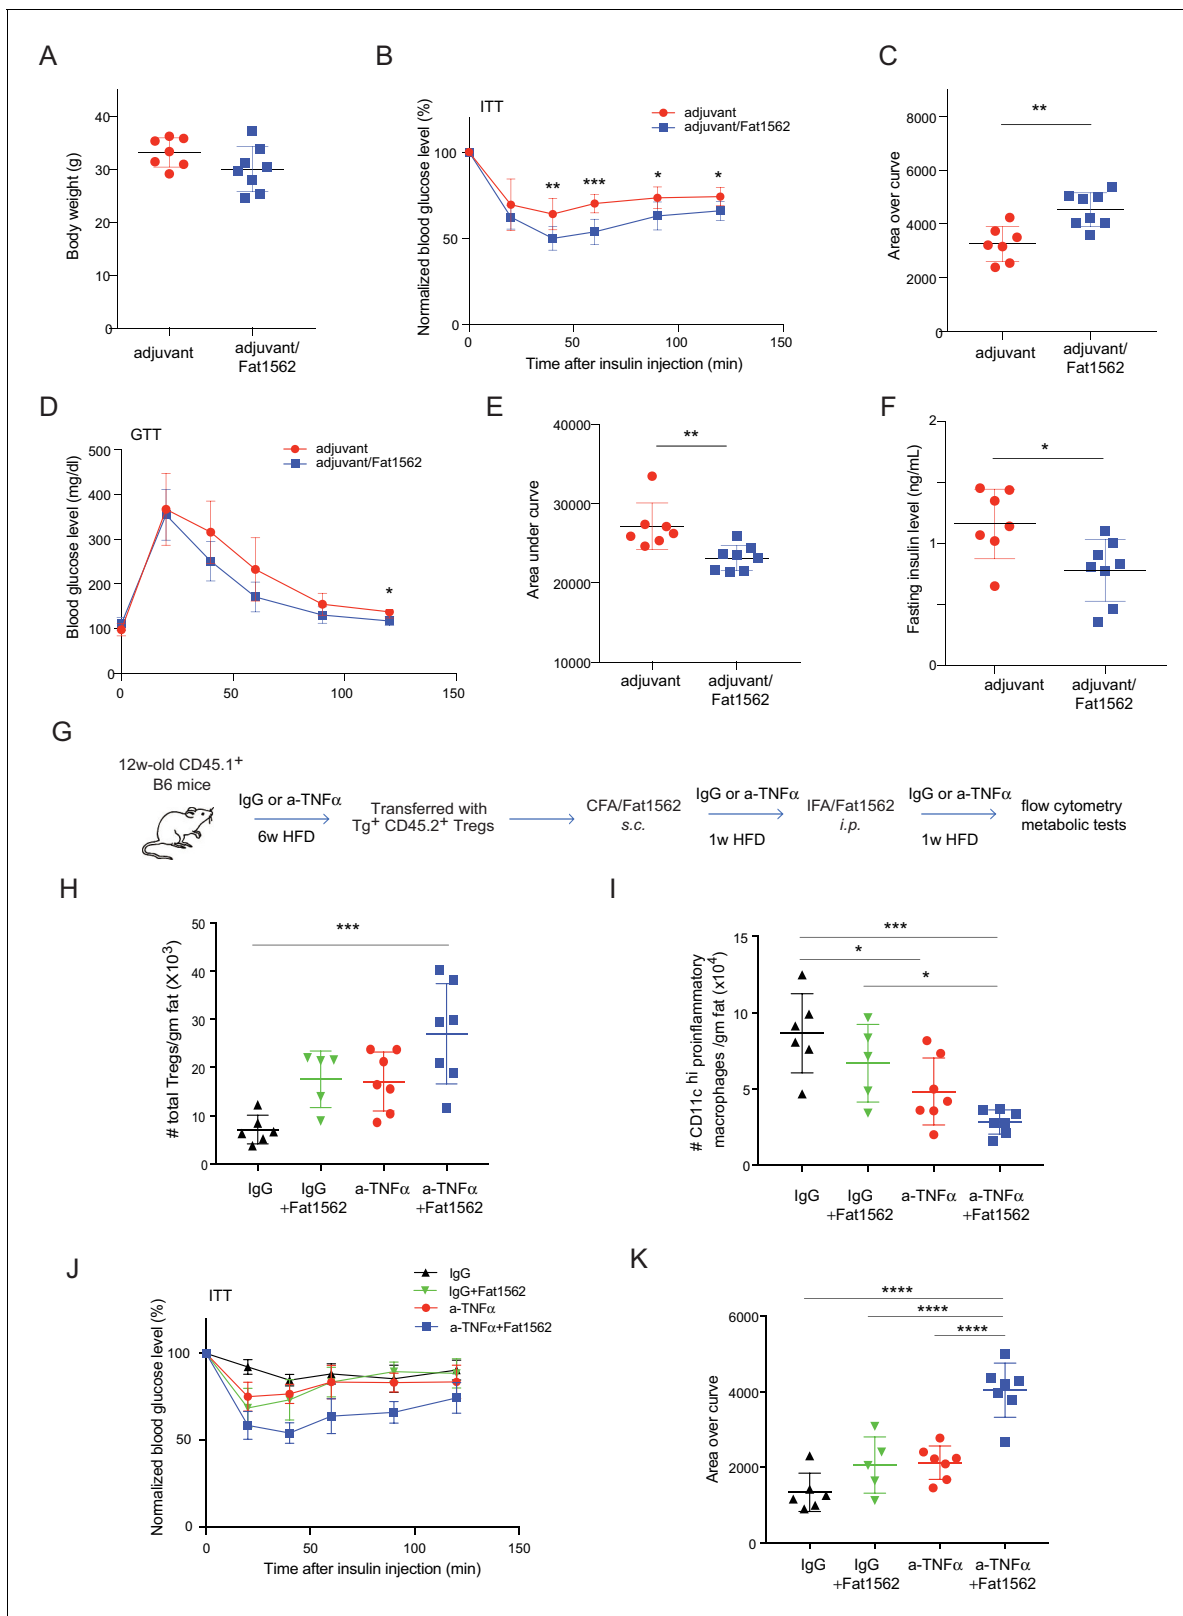 A
Body weight (g)
40
30
20
10
0
adjuvant
adjuvant/
Fat1562
B
ITT
adjuvant
adjuvant/Fat1562
Normalized blood glucose level (%)
100
50
0
** *** * *
0 50 100 150
Time after insulin injection (min)
C
**
Area over curve
8000
6000
4000
2000
0
adjuvant
adjuvant/
Fat1562
D
GTT
adjuvant
adjuvant/Fat1562
Blood glucose level (mg/dl)
500
400
300
200
100
0
*
0 50 100 150
E
**
Area under curve
40000
30000
20000
10000
adjuvant
adjuvant/
Fat1562
F
*
Fasting insulin level (ng/mL)
2
1
0
adjuvant
adjuvant/
Fat1562
G
12w-old CD45.1+
B6 mice
IgG or a-TNFα
6w HFD
Transferred with
Tg+ CD45.2+ Tregs
CFA/Fat1562
s.c.
IgG or a-TNFα
1w HFD
IFA/Fat1562
i.p.
IgG or a-TNFα
1w HFD
flow cytometry
metabolic tests
H
***
# total Tregs/gm fat (X10³)
50
40
30
20
10
0
IgG
IgG
+Fat1562
a-TNFα
a-TNFα
+Fat1562
I
***
*
*
# CD11c hi proinflammatory
macrophages /gm fat (x10⁴)
15
10
5
0
IgG
IgG
+Fat1562
a-TNFα
a-TNFα
+Fat1562
J
ITT
IgG
IgG+Fat1562
a-TNFα
a-TNFα+Fat1562
Normalized blood glucose level (%)
100
50
0
0 50 100 150
Time after insulin injection (min)
K
****
****
****
Area over curve
6000
4000
2000
0
IgG
IgG
+Fat1562
a-TNFα
a-TNFα
+Fat1562